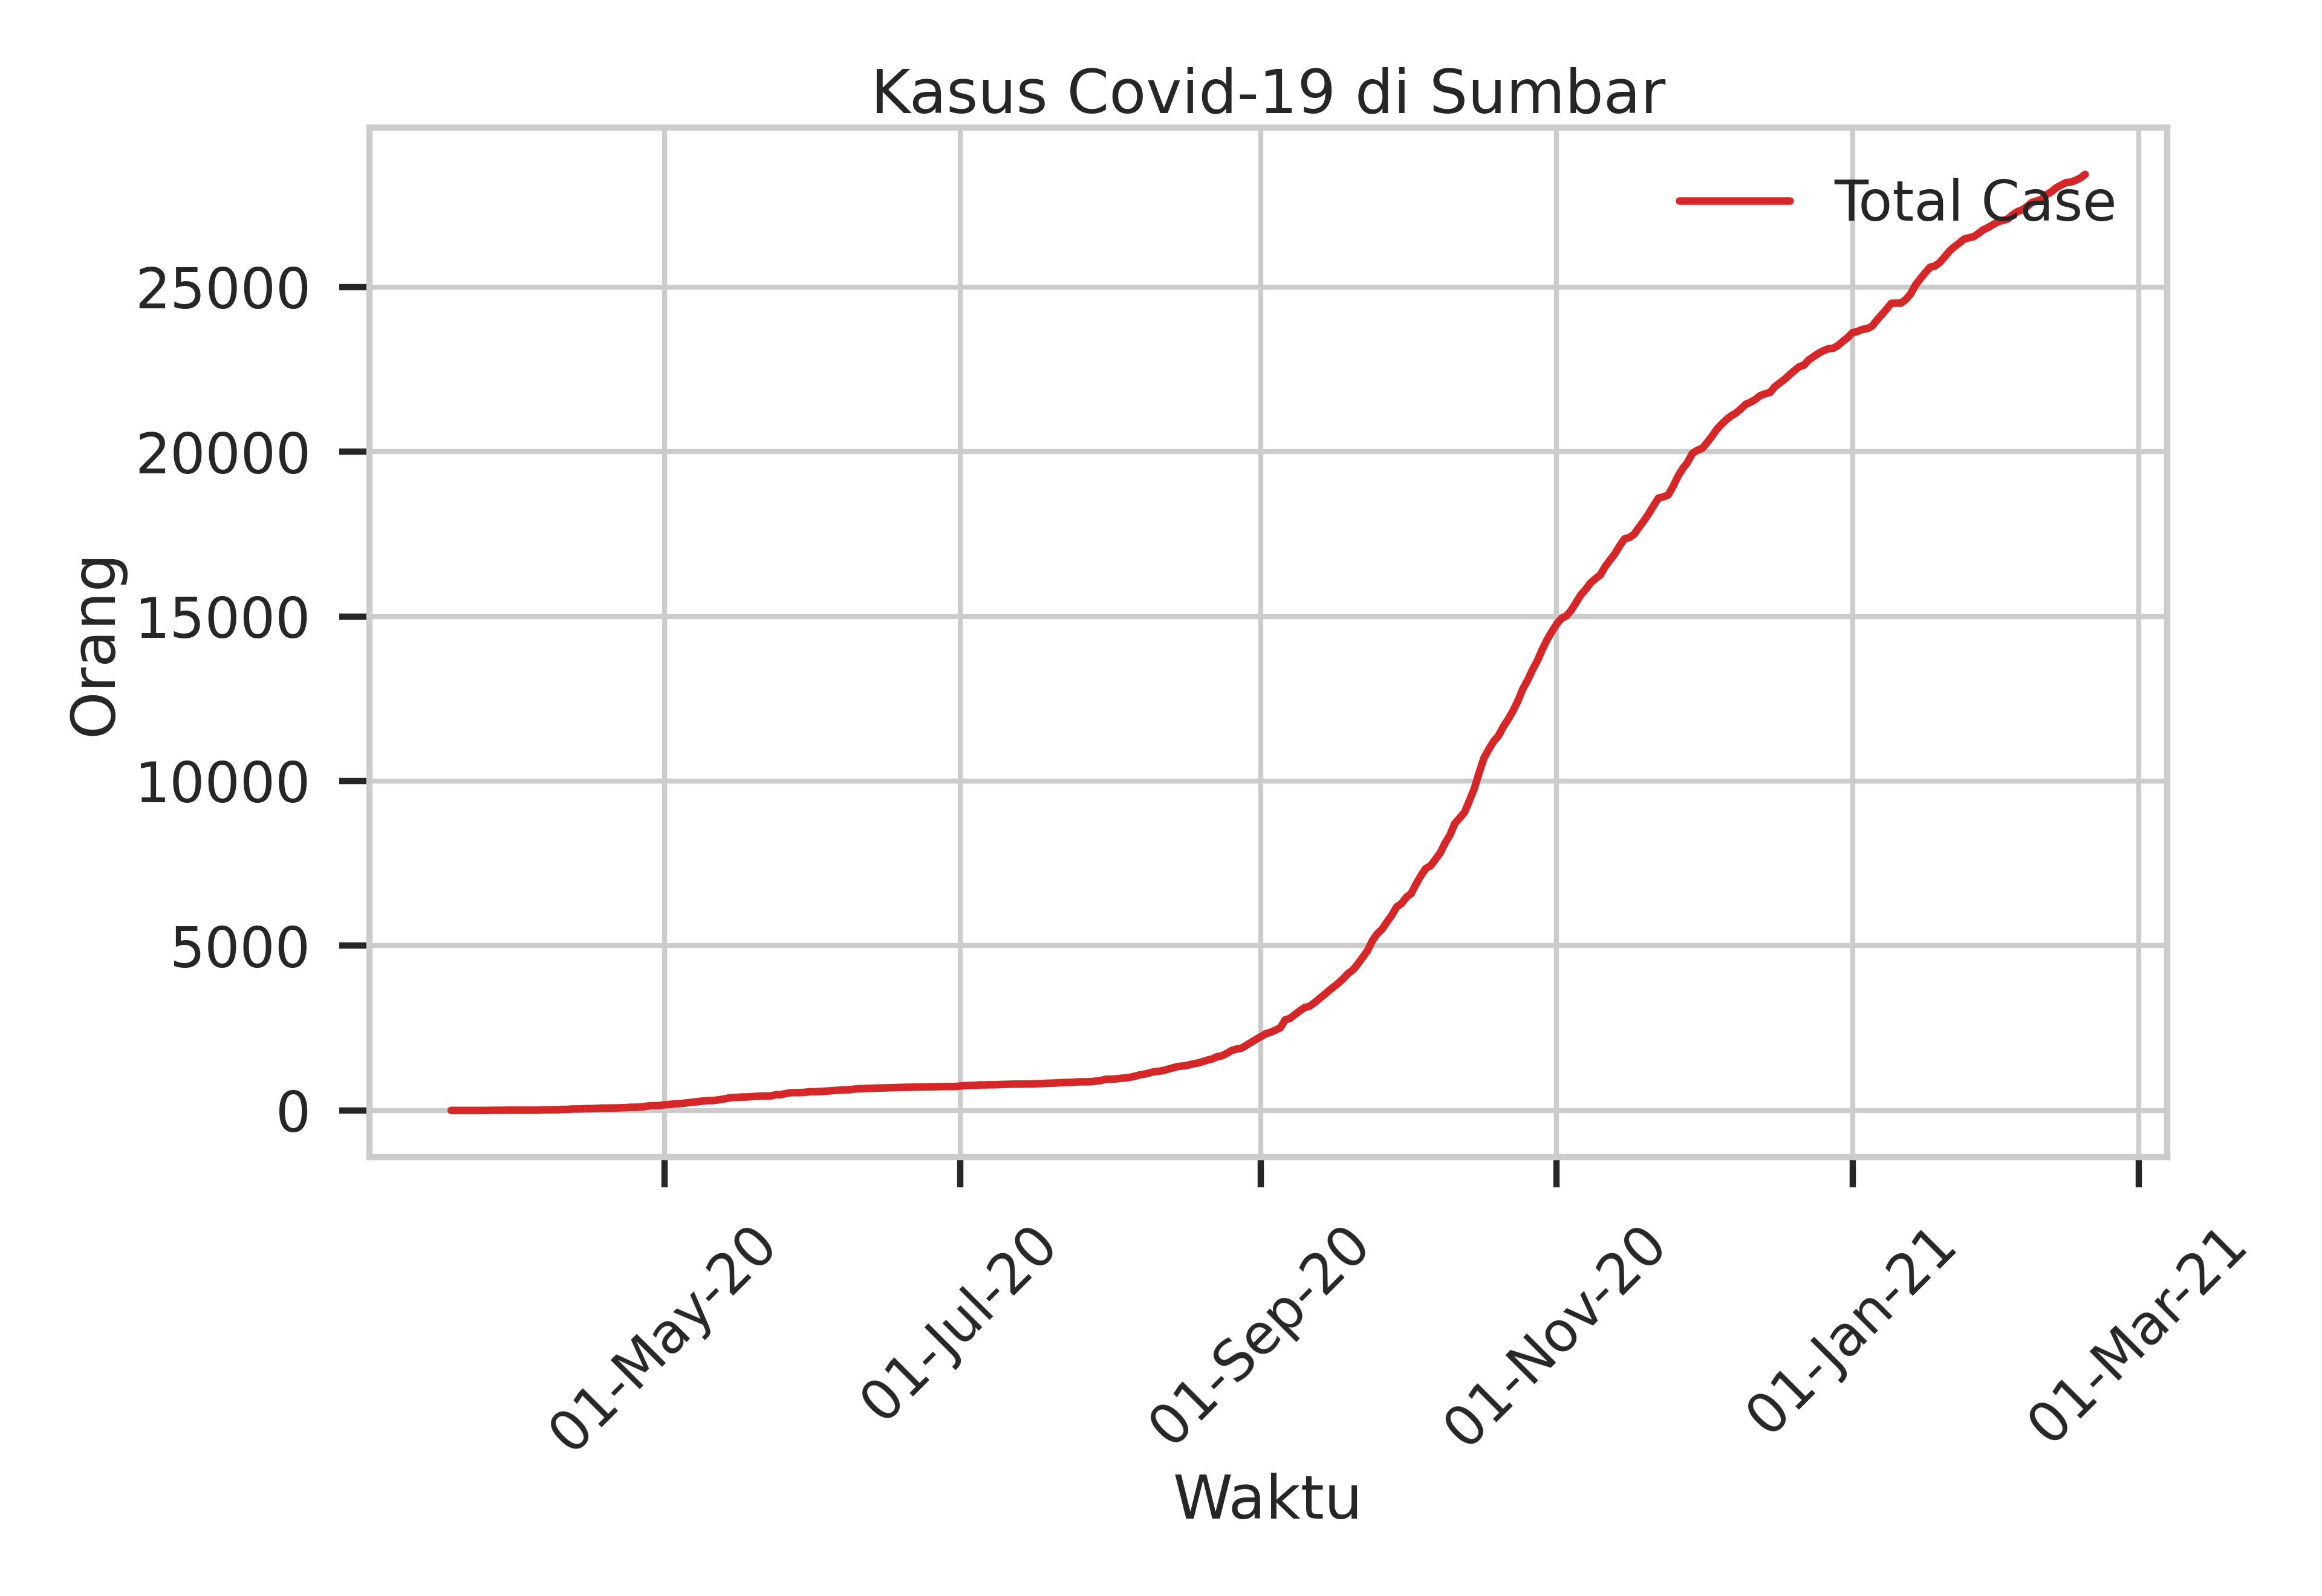 Kasus Covid-19 di Sumbar
Total Case
25000
20000
15000
10000
5000
0
Orang
01-May-20
01-Jul-20
01-Sep-20
01-Nov-20
01-Jan-21
01-Mar-21
Waktu